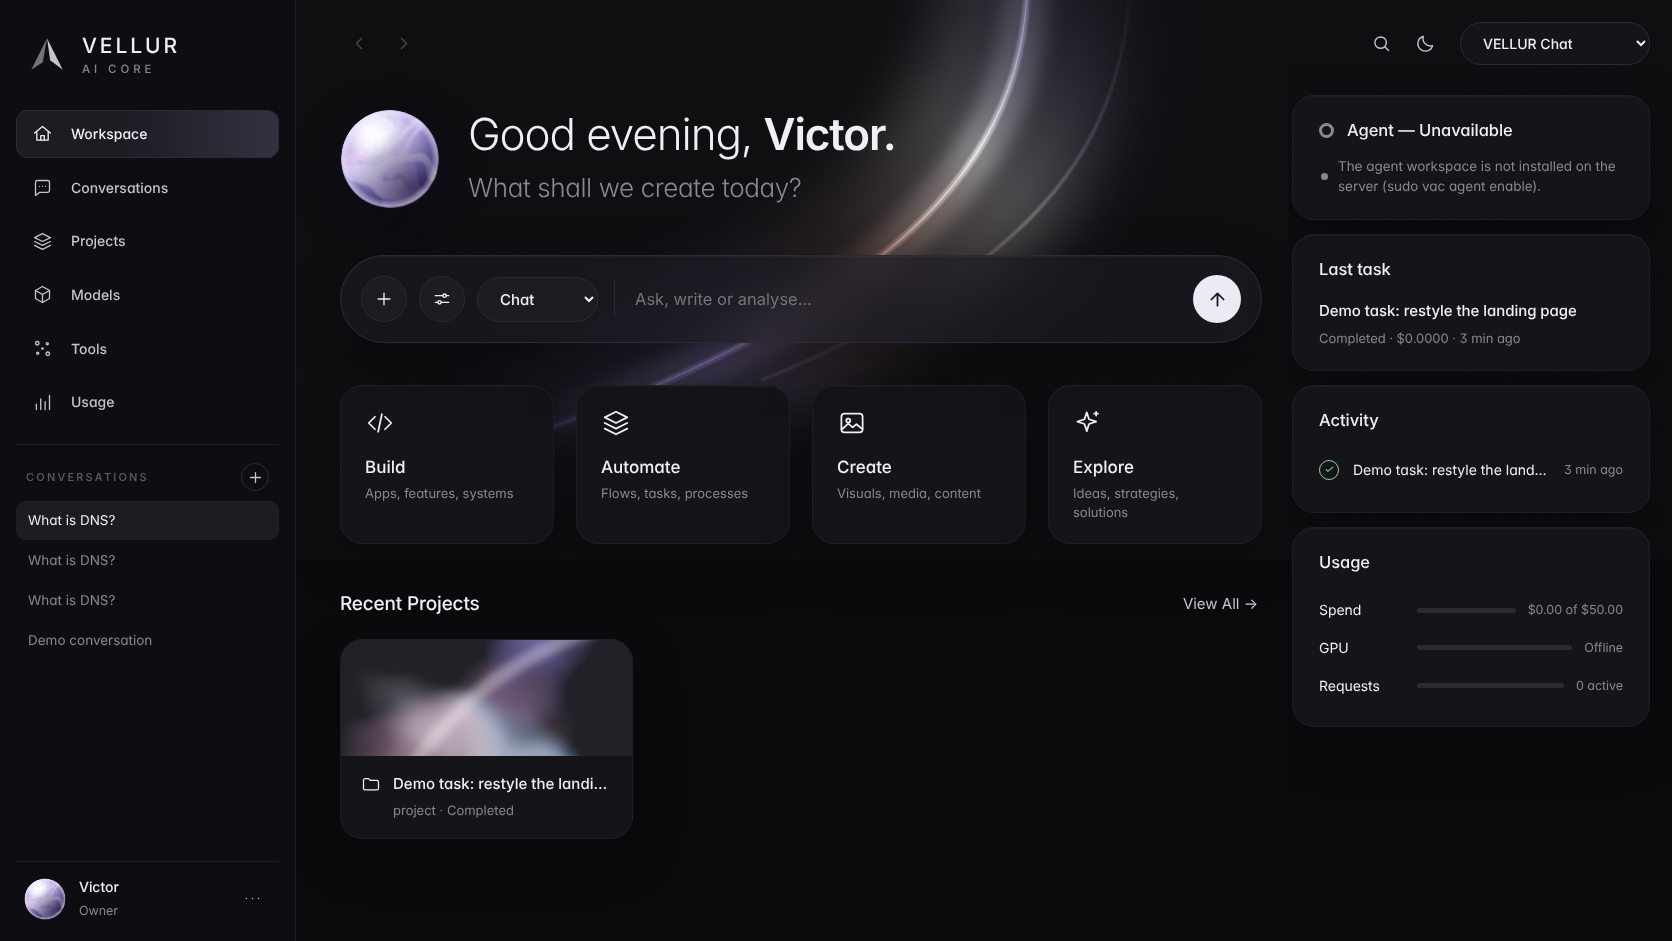 VELLUR
AI CORE
Workspace
Conversations
Projects
Models
Tools
Usage
CONVERSATIONS
What is DNS?
What is DNS?
What is DNS?
Demo conversation
Victor
Owner
VELLUR Chat
Good evening, Victor.
What shall we create today?
Chat
Ask, write or analyse...
Build
Apps, features, systems
Automate
Flows, tasks, processes
Create
Visuals, media, content
Explore
Ideas, strategies,
solutions
Recent Projects
View All →
Demo task: restyle the landi...
project · Completed
Agent — Unavailable
The agent workspace is not installed on the
server (sudo vac agent enable).
Last task
Demo task: restyle the landing page
Completed · $0.0000 · 3 min ago
Activity
Demo task: restyle the land... 3 min ago
Usage
Spend $0.00 of $50.00
GPU Offline
Requests 0 active